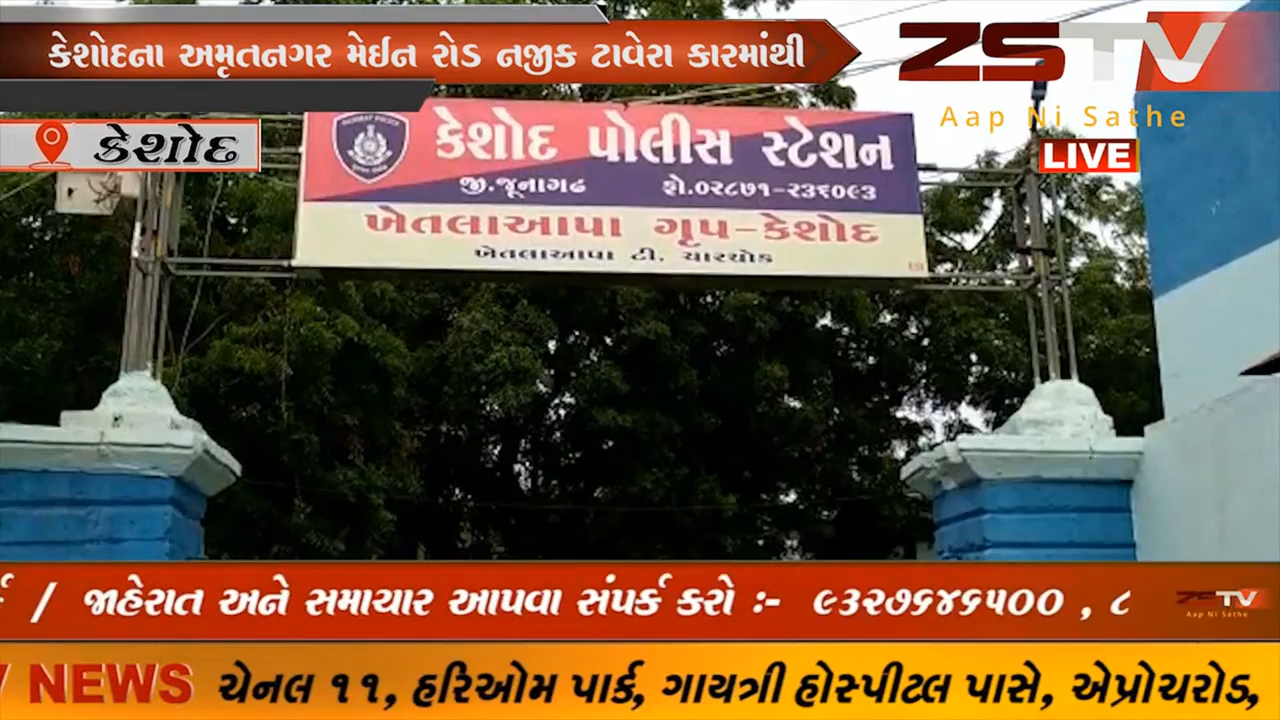 કેશોદના અમૃતનગર મેઈન રોડ નજીક ટાવેરા કારમાંથી
ZSTV
Aap Ni Sathe
LIVE
કેશોદ
કેશોદ પોલીસ સ્ટેશન
જી.જૂનાગઢ ફો.૦૨૮૭૧-૨૩૬૦૯૩
ખેતલાઆપા ગૃપ-કેશોદ
ખેતલાઆપા ટી. ચારચોક
/ જાહેરાત અને સમાચાર આપવા સંપર્ક કરો :- ૯૩૨૭૬૪૬૫૦૦ , ૮
ZSTV
Aap Ni Sathe
NEWS ચેનલ ૧૧, હરિઓમ પાર્ક, ગાયત્રી હોસ્પીટલ પાસે, એપ્રોચરોડ,